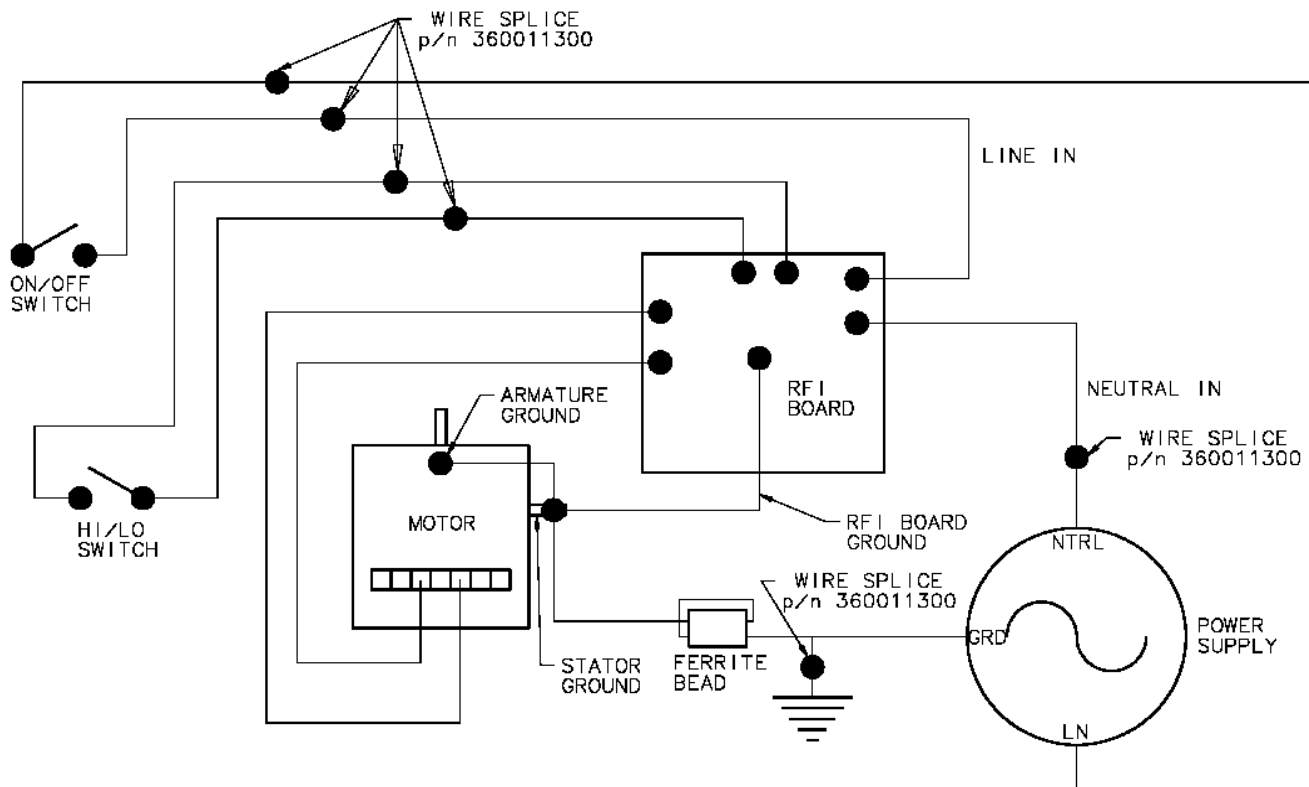 WIRE SPLICE
p/n 360011300
LINE IN
ON/OFF
SWITCH
ARMATURE
GROUND
RFI
BOARD
NEUTRAL IN
WIRE SPLICE
p/n 360011300
HI/LO
SWITCH
MOTOR
RFI BOARD
GROUND
NTRL
WIRE SPLICE
p/n 360011300
GRD
POWER
SUPPLY
STATOR
GROUND
FERRITE
BEAD
LN